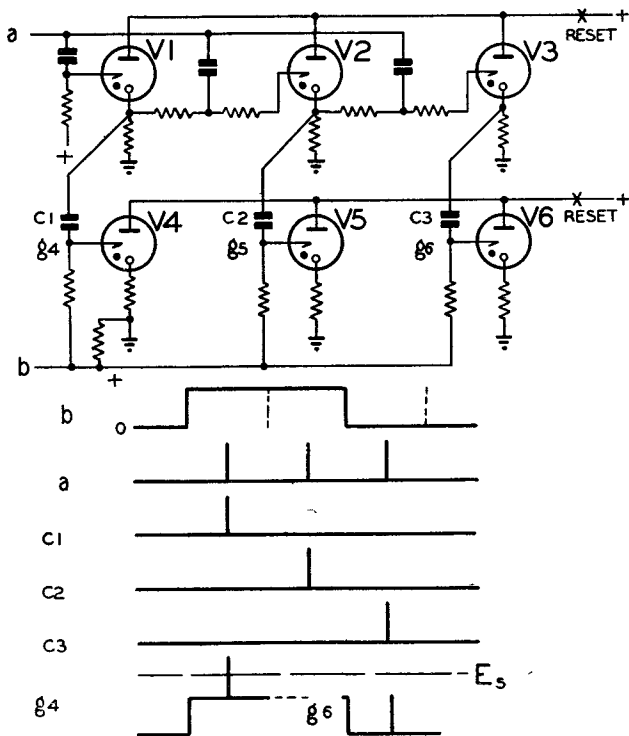 a
V1
V2
V3
+
RESET
+
C1
g4
V4
C2
g5
V5
C3
g6
V6
+
RESET
b
+
b
0
a
C1
C2
C3
Es
g4
g6